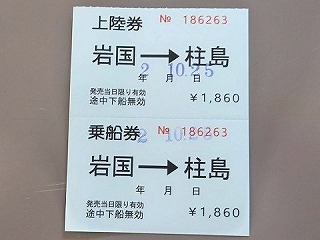 上陸券 № 186263
岩国→柱島
2 10.25
年 月 日
発売当日限り有効
途中下船無効 ￥1,860
乗船券 № 186263
岩国→柱島
2 10.25
年 月 日
発売当日限り有効
途中下船無効 ￥1,860